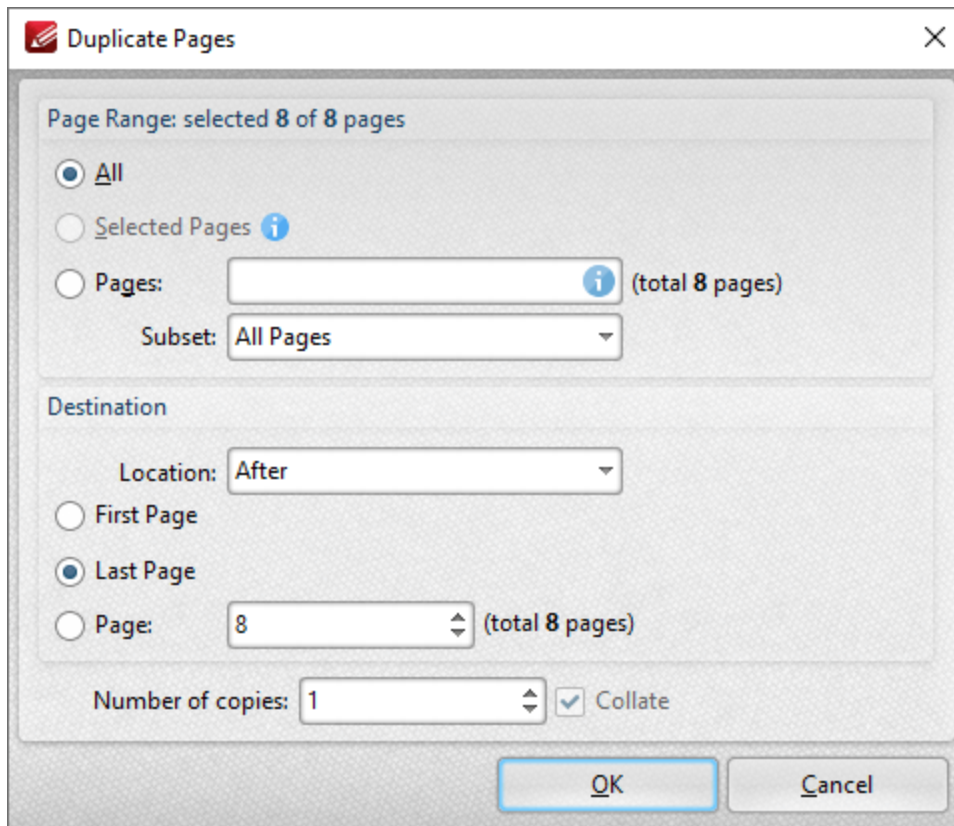 Duplicate Pages
Page Range: selected 8 of 8 pages
All
Selected Pages
Pages: (total 8 pages)
Subset: All Pages
Destination
Location: After
First Page
Last Page
Page: 8 (total 8 pages)
Number of copies: 1 Collate
OK Cancel